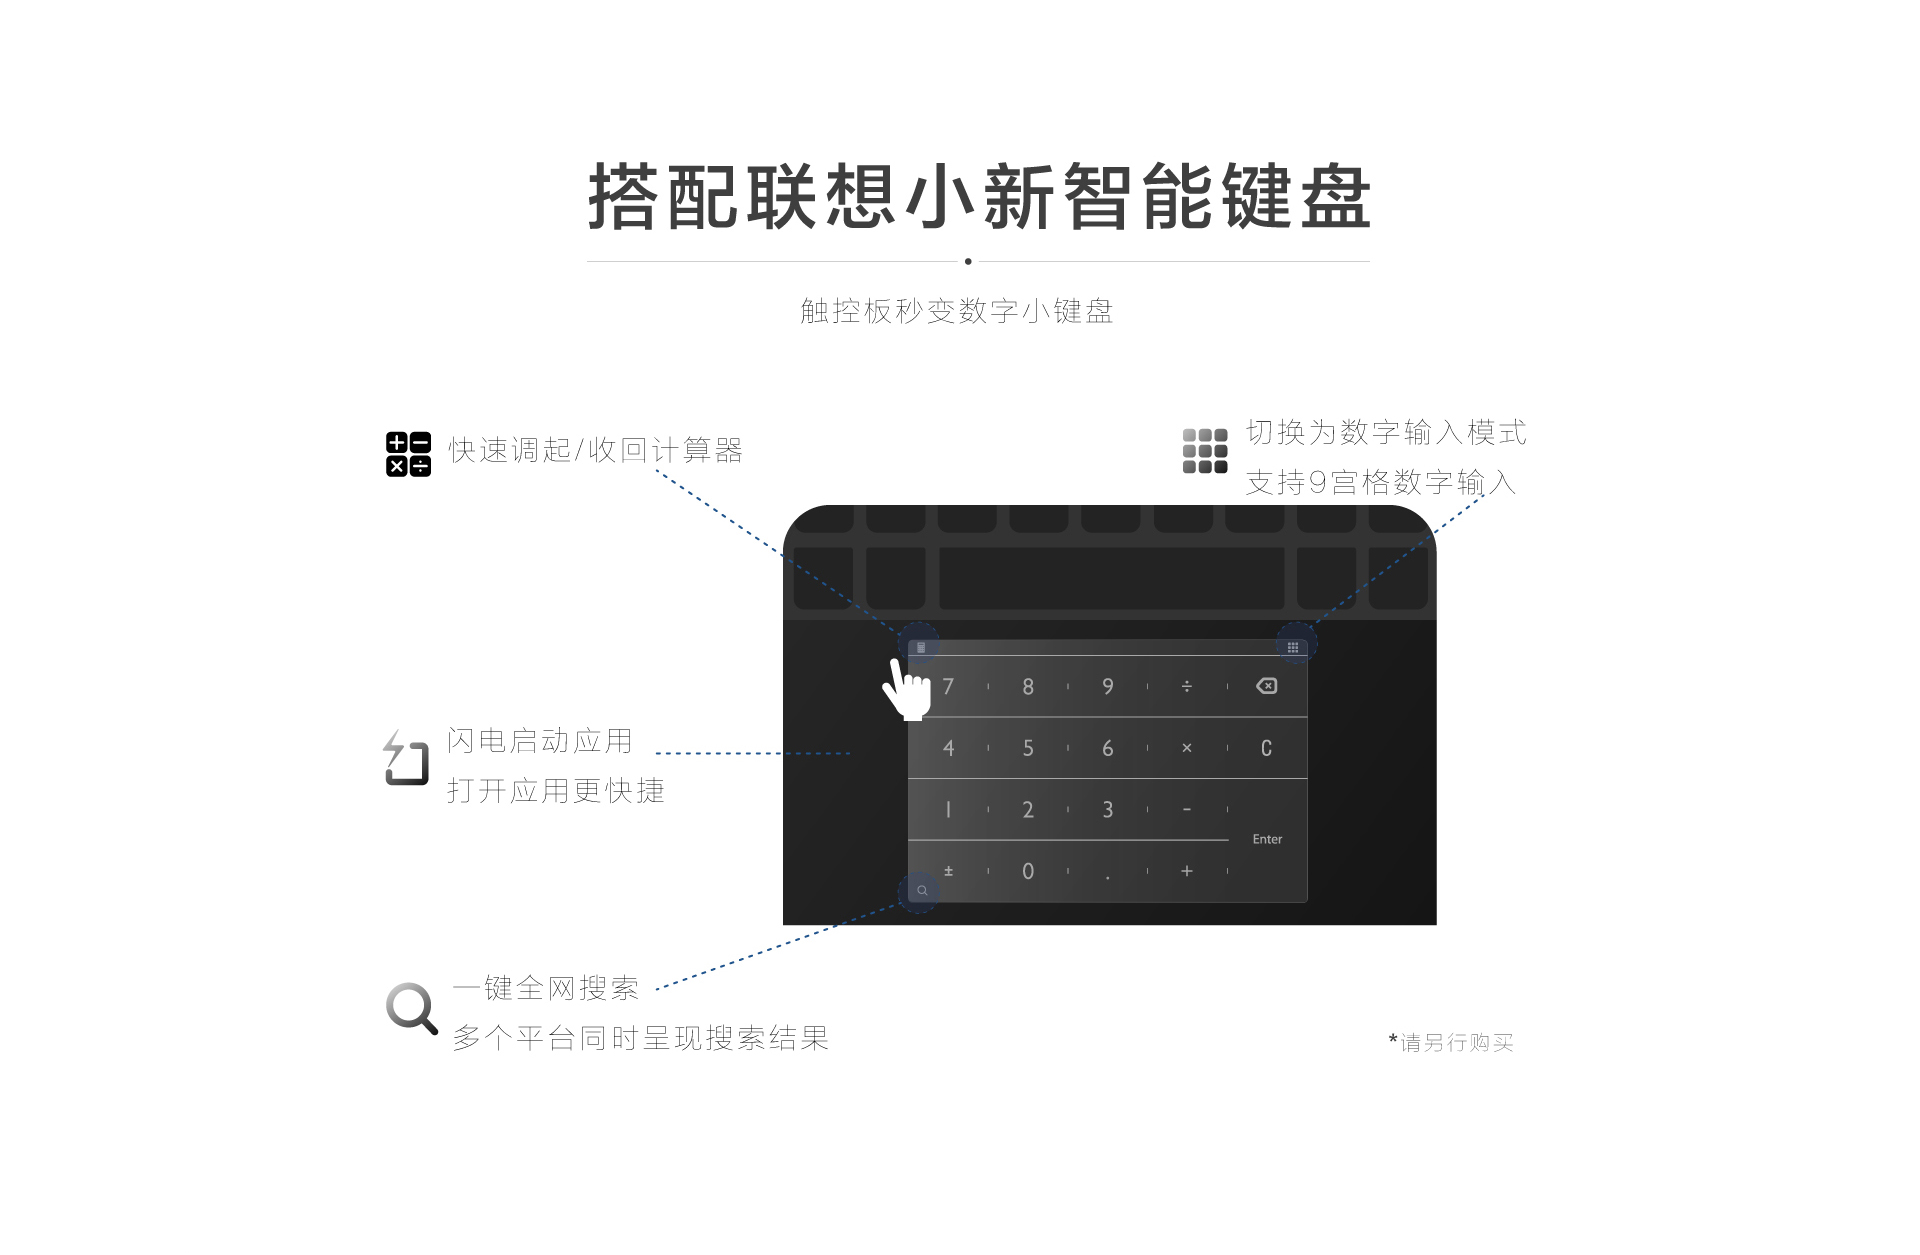 搭配联想小新智能键盘
触控板秒变数字小键盘
快速调起/收回计算器
切换为数字输入模式
支持9宫格数字输入
7 8 9 ÷
4 5 6 × C
1 2 3 -
Enter
± 0 . +
闪电启动应用
打开应用更快捷
一键全网搜索
多个平台同时呈现搜索结果
*请另行购买